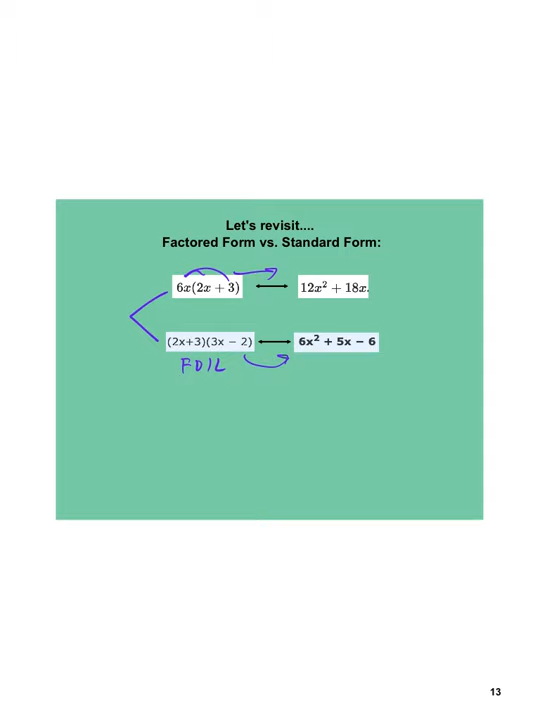 Let's revisit....
Factored Form vs. Standard Form:
6x(2x + 3) ⟷ 12x² + 18x.
(2x+3)(3x − 2) ⟷ 6x² + 5x − 6
FOIL
13